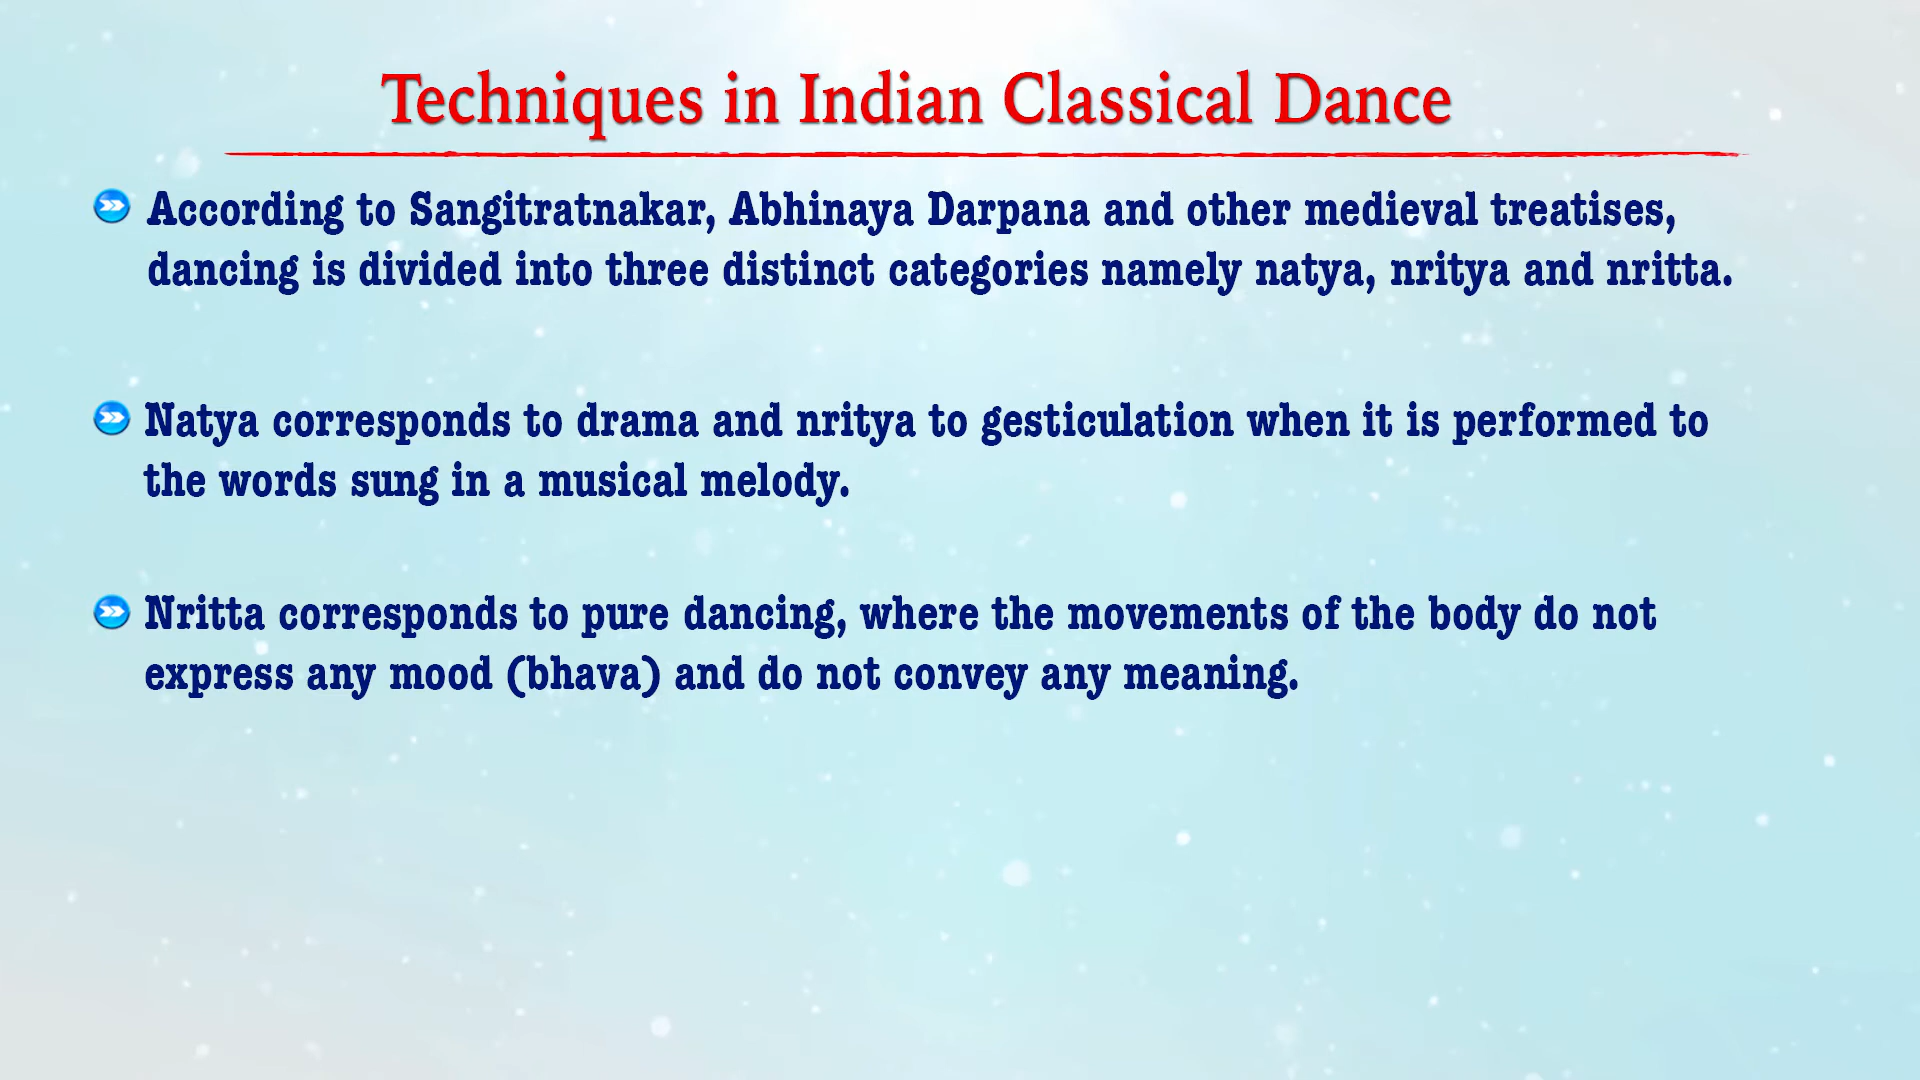 Techniques in Indian Classical Dance
According to Sangitratnakar, Abhinaya Darpana and other medieval treatises,
dancing is divided into three distinct categories namely natya, nritya and nritta.
Natya corresponds to drama and nritya to gesticulation when it is performed to
the words sung in a musical melody.
Nritta corresponds to pure dancing, where the movements of the body do not
express any mood (bhava) and do not convey any meaning.